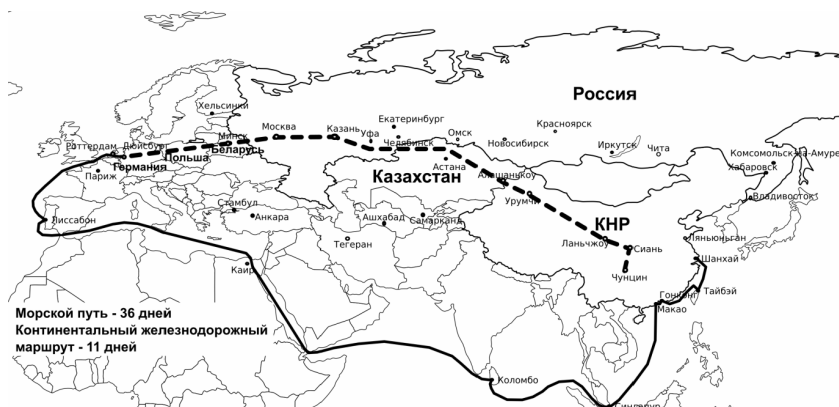 Россия
Хельсинки
Екатеринбург
Красноярск
Москва
Казань
Уфа
Омск
Роттердам
Дюйсбург
Минск
Челябинск
Новосибирск
Иркутск
Чита
Комсомольск-на-Амуре
Польша
Беларусь
Германия
Астана
Хабаровск
Париж
Казахстан
Алашанькоу
Стамбул
Урумчи
Владивосток
Лиссабон
Анкара
Ашхабад
Самарканд
КНР
Тегеран
Ланьчжоу
Сиань
Ляньюньган
Каир
Шанхай
Чунцин
Гонконг
Тайбэй
Макао
Морской путь - 36 дней
Континентальный железнодорожный
маршрут - 11 дней
Коломбо
Сингапур